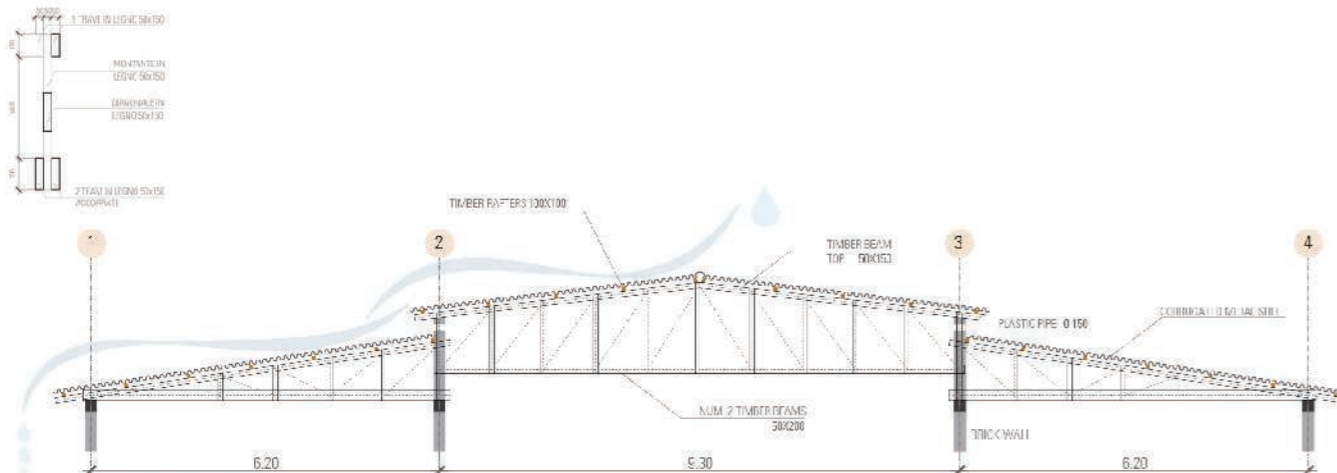 1 TRAVE IN LEGNO 50x150
MONTANTE IN
LEGNO 50x150
DIAGONALE IN
LEGNO 50x150
2 TRAVI IN LEGNO 50x150
ACCOPPIATE
TIMBER RAFTERS 100X100
TIMBER BEAM
TOP 50X150
1
2
3
4
PLASTIC PIPE Ø 150
NUM. 2 TIMBER BEAMS
50X200
BRICK WALL
6.20
9.30
6.20